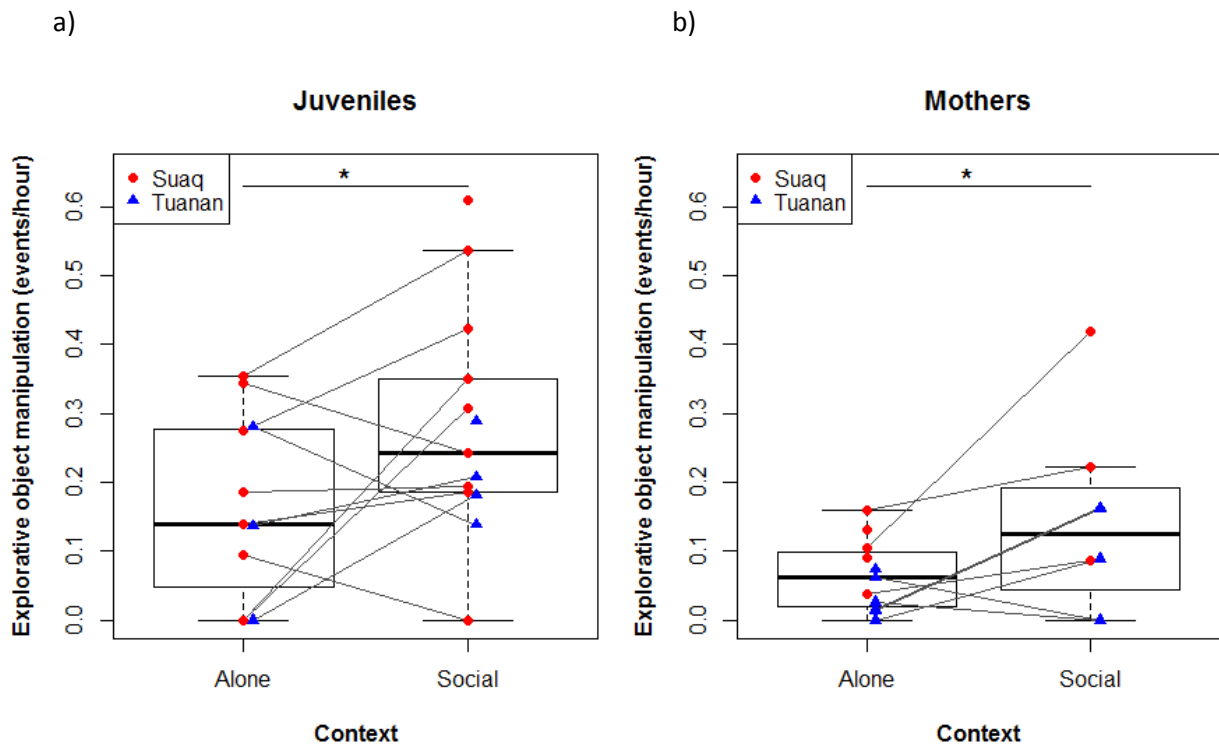 a)
Juveniles
Explorative object manipulation (events/hour)
Suaq
Tuanan
*
0.6
0.5
0.4
0.3
0.2
0.1
0.0
Alone
Social
Context
b)
Mothers
Explorative object manipulation (events/hour)
Suaq
Tuanan
*
0.6
0.5
0.4
0.3
0.2
0.1
0.0
Alone
Social
Context